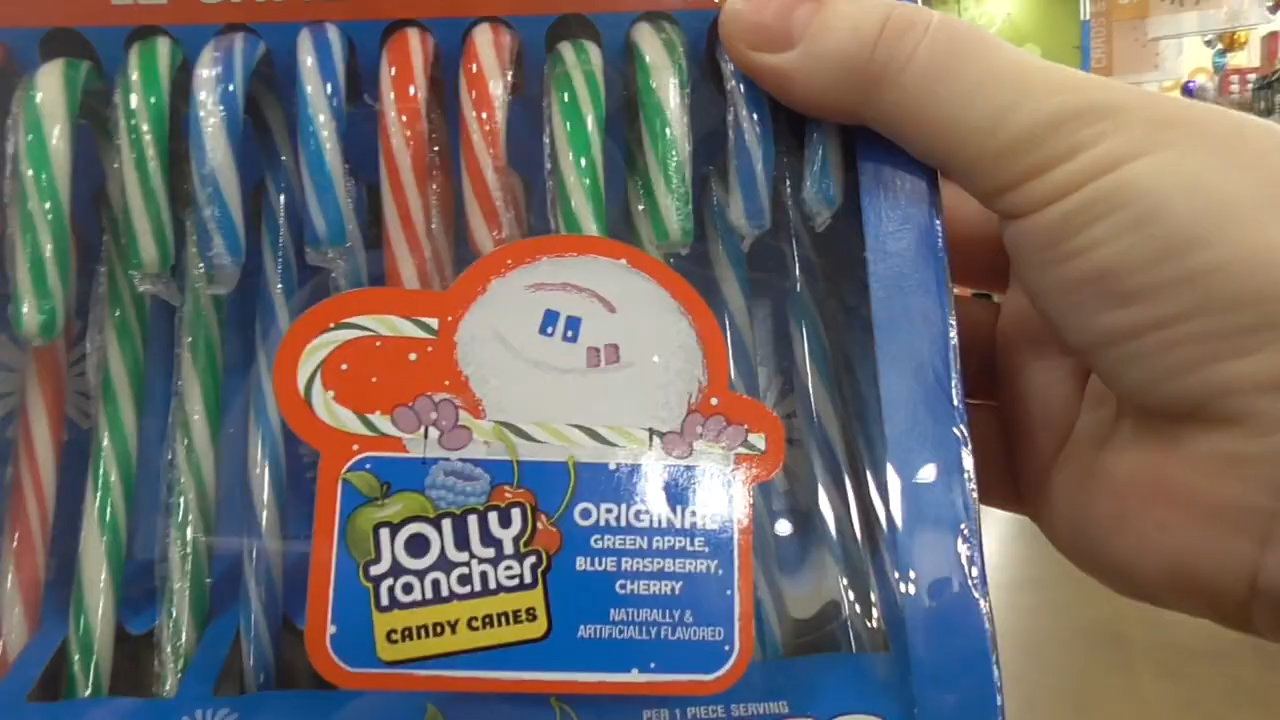 JOLLY
rancher
CANDY CANES
ORIGINAL
GREEN APPLE,
BLUE RASPBERRY,
CHERRY
NATURALLY &
ARTIFICIALLY FLAVORED
PER 1 PIECE SERVING